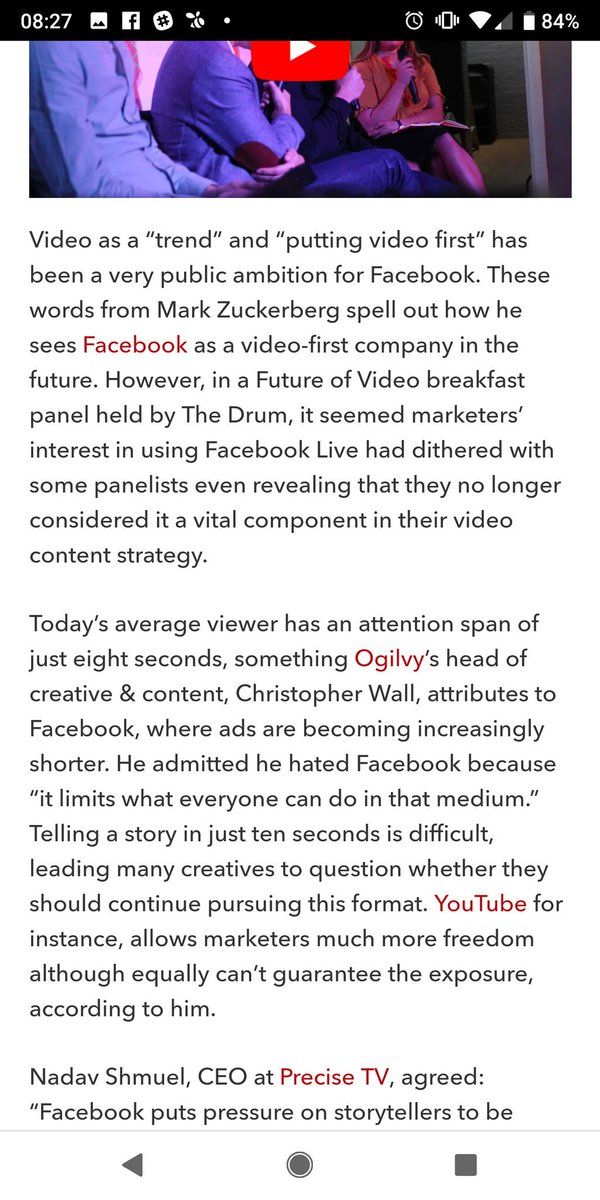 08:27
84%
Video as a “trend” and “putting video first” has
been a very public ambition for Facebook. These
words from Mark Zuckerberg spell out how he
sees Facebook as a video-first company in the
future. However, in a Future of Video breakfast
panel held by The Drum, it seemed marketers’
interest in using Facebook Live had dithered with
some panelists even revealing that they no longer
considered it a vital component in their video
content strategy.
Today’s average viewer has an attention span of
just eight seconds, something Ogilvy’s head of
creative & content, Christopher Wall, attributes to
Facebook, where ads are becoming increasingly
shorter. He admitted he hated Facebook because
“it limits what everyone can do in that medium.”
Telling a story in just ten seconds is difficult,
leading many creatives to question whether they
should continue pursuing this format. YouTube for
instance, allows marketers much more freedom
although equally can’t guarantee the exposure,
according to him.
Nadav Shmuel, CEO at Precise TV, agreed:
“Facebook puts pressure on storytellers to be